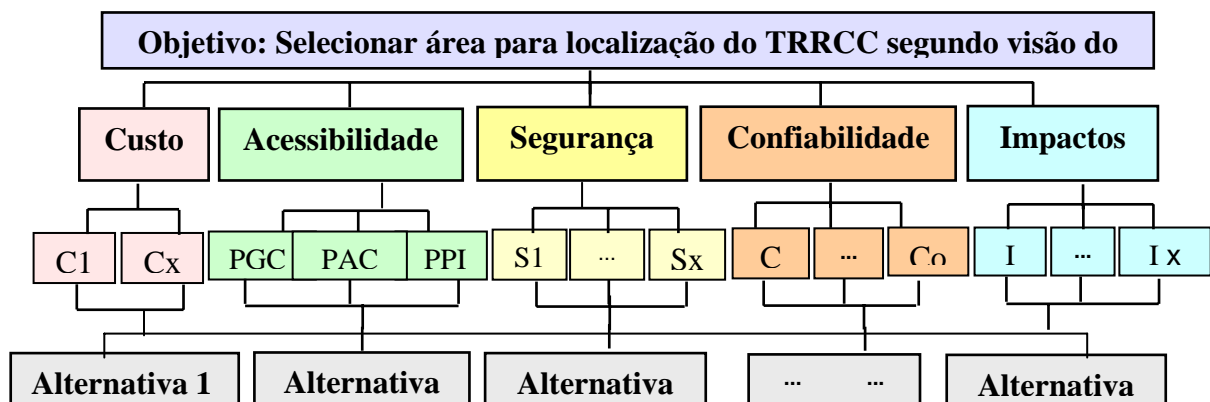 Objetivo: Selecionar área para localização do TRRCC segundo visão do
Custo Acessibilidade Segurança Confiabilidade Impactos
C1 Cx PGC PAC PPI S1 ... Sx C ... Co I ... I x
Alternativa 1 Alternativa Alternativa ... ... Alternativa